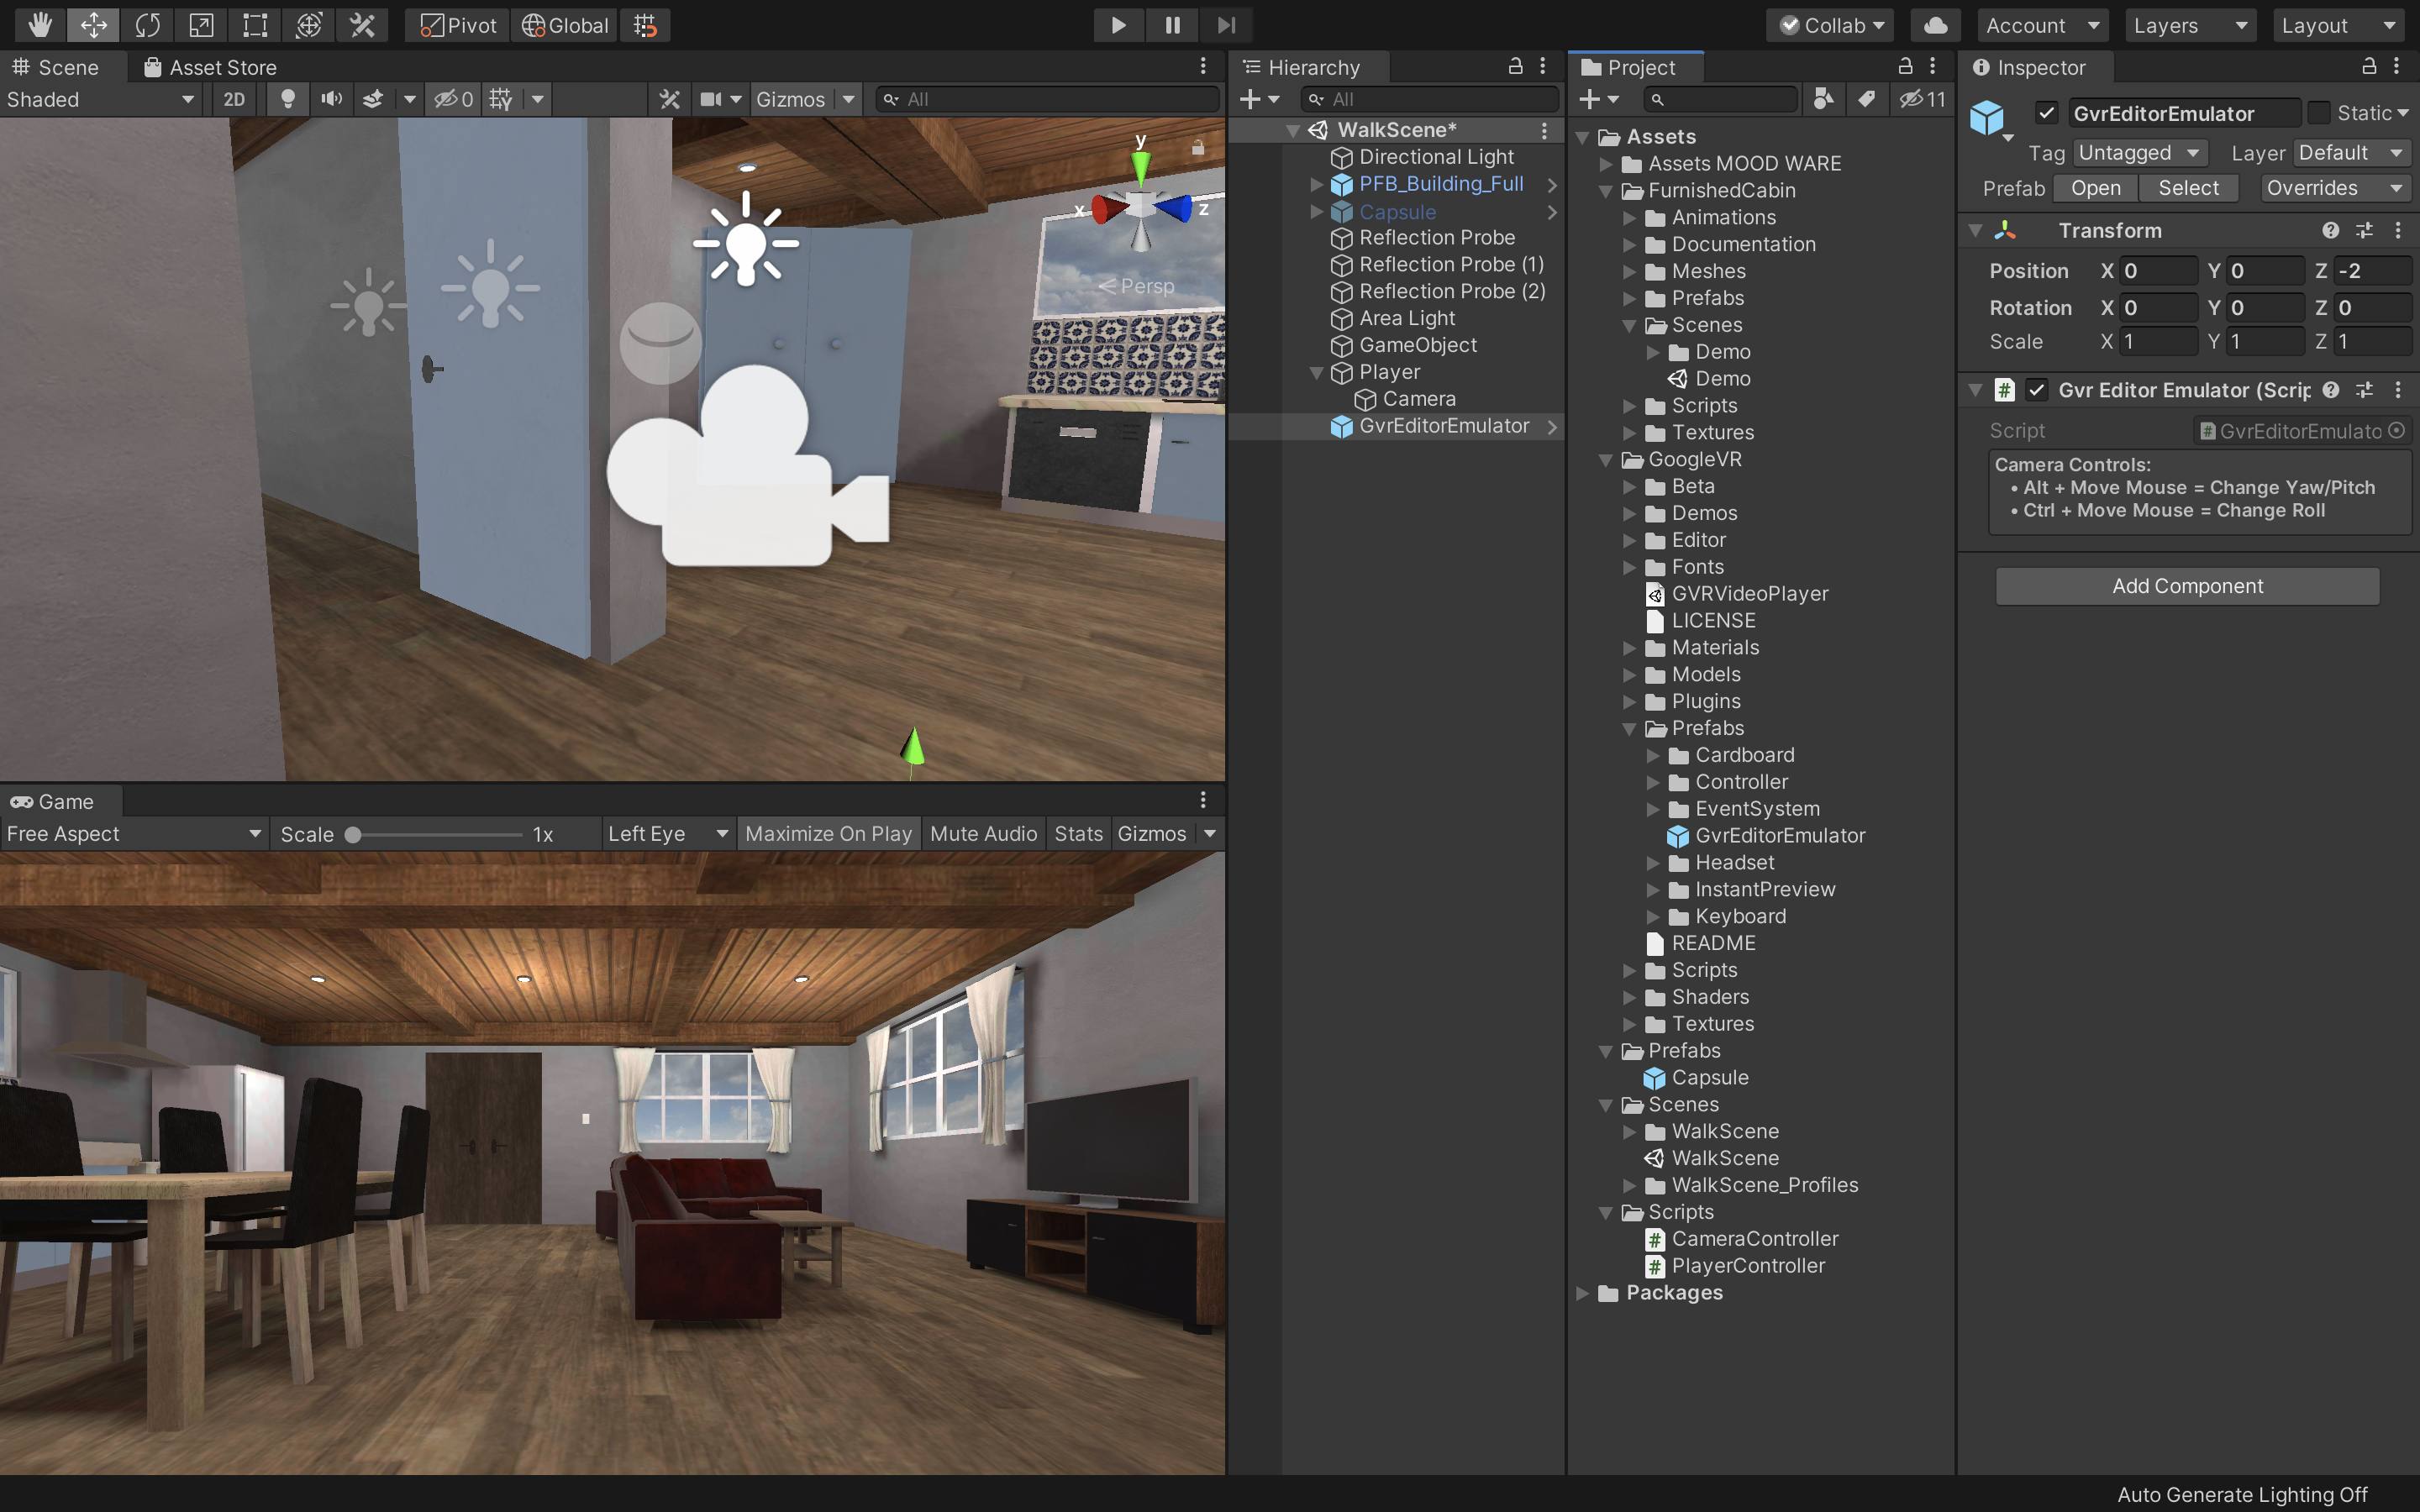 Pivot Global Collab Account Layers Layout
Scene Asset Store
Shaded 2D 0 Gizmos All
y
x z
Persp
Game
Free Aspect Scale 1x Left Eye Maximize On Play Mute Audio Stats Gizmos
Hierarchy
All
WalkScene*
Directional Light
PFB_Building_Full
Capsule
Reflection Probe
Reflection Probe (1)
Reflection Probe (2)
Area Light
GameObject
Player
Camera
GvrEditorEmulator
Project
11
Assets
Assets MOOD WARE
FurnishedCabin
Animations
Documentation
Meshes
Prefabs
Scenes
Demo
Demo
Scripts
Textures
GoogleVR
Beta
Demos
Editor
Fonts
GVRVideoPlayer
LICENSE
Materials
Models
Plugins
Prefabs
Cardboard
Controller
EventSystem
GvrEditorEmulator
Headset
InstantPreview
Keyboard
README
Scripts
Shaders
Textures
Prefabs
Capsule
Scenes
WalkScene
WalkScene
WalkScene_Profiles
Scripts
CameraController
PlayerController
Packages
Inspector
GvrEditorEmulator Static
Tag Untagged Layer Default
Prefab Open Select Overrides
Transform
Position X 0 Y 0 Z -2
Rotation X 0 Y 0 Z 0
Scale X 1 Y 1 Z 1
# Gvr Editor Emulator (Scrip
Script GvrEditorEmulato
Camera Controls:
• Alt + Move Mouse = Change Yaw/Pitch
• Ctrl + Move Mouse = Change Roll
Add Component
Auto Generate Lighting Off